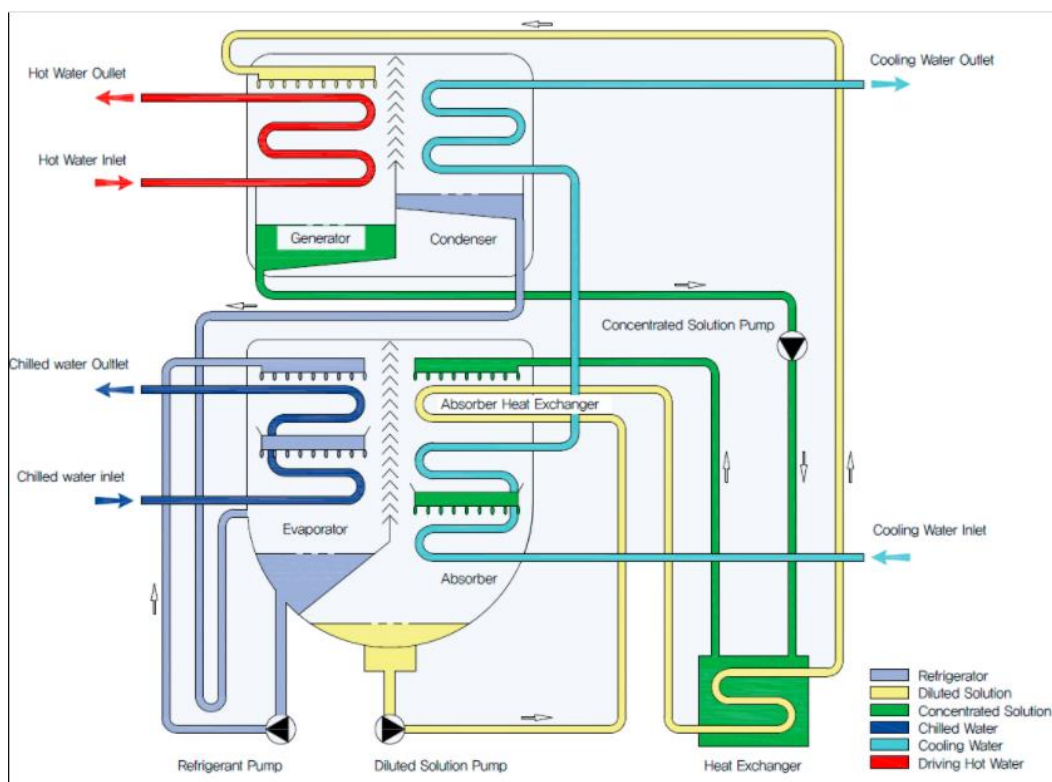 Hot Water Oullet
Cooling Water Outlet
Hot Water Inlet
Generator
Condenser
Concentrated Solution Pump
Chilled water Oultlet
Absorber Heat Exchanger
Chilled water inlet
Evaporator
Cooling Water Inlet
Absorber
Refrigerator
Diluted Solution
Concentrated Solution
Chilled Water
Cooling Water
Driving Hot Water
Refrigerant Pump
Diluted Solution Pump
Heat Exchanger